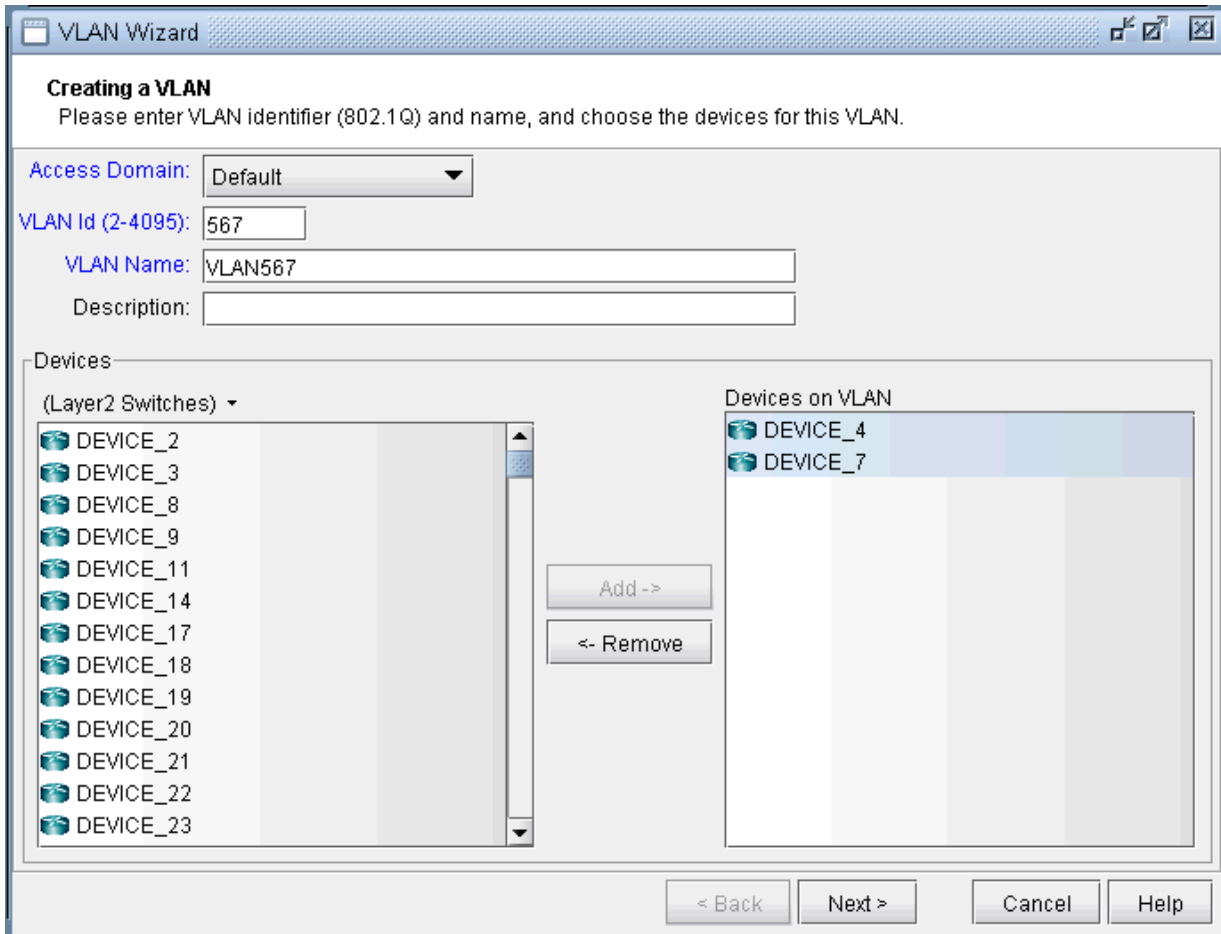 VLAN Wizard
Creating a VLAN
Please enter VLAN identifier (802.1Q) and name, and choose the devices for this VLAN.
Access Domain: Default
VLAN Id (2-4095): 567
VLAN Name: VLAN567
Description:
Devices
(Layer2 Switches)
DEVICE_2
DEVICE_3
DEVICE_8
DEVICE_9
DEVICE_11
DEVICE_14
DEVICE_17
DEVICE_18
DEVICE_19
DEVICE_20
DEVICE_21
DEVICE_22
DEVICE_23
Add ->
<- Remove
Devices on VLAN
DEVICE_4
DEVICE_7
< Back Next > Cancel Help